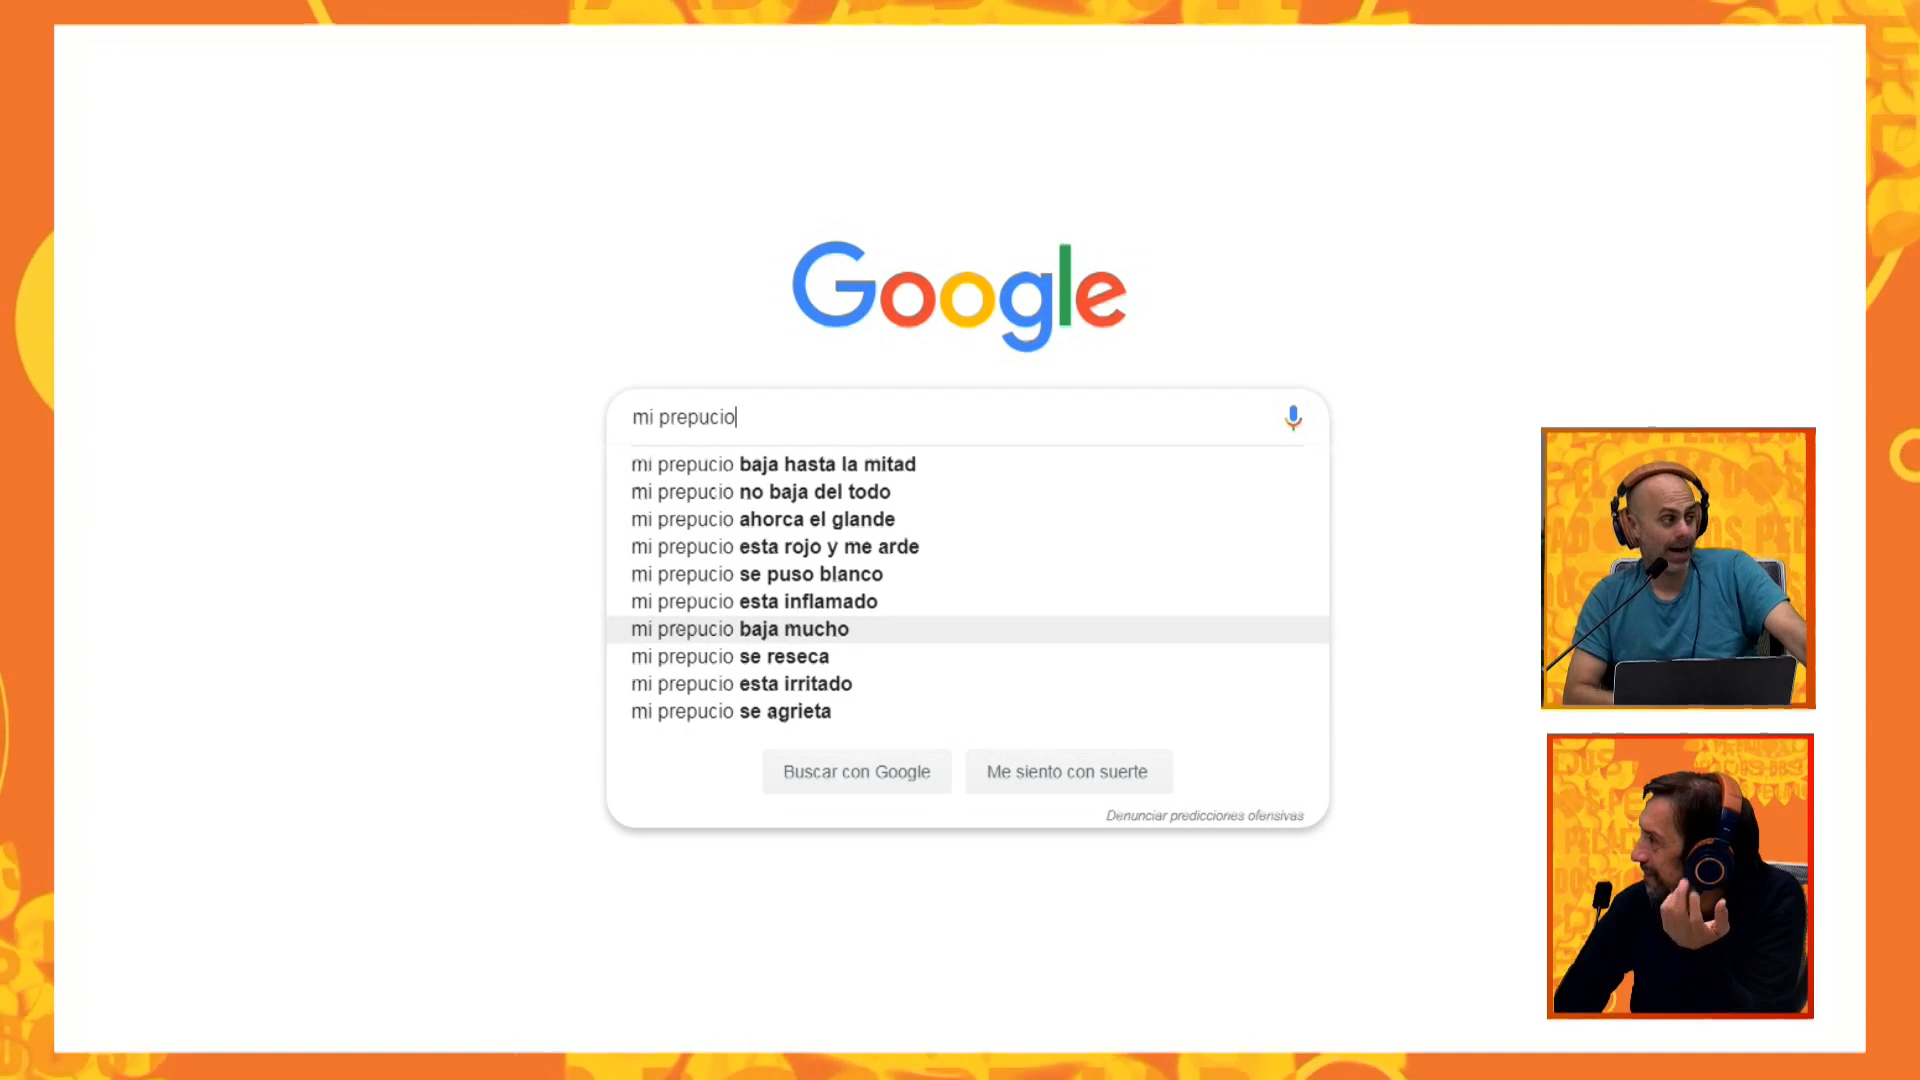 Google
mi prepucio
mi prepucio baja hasta la mitad
mi prepucio no baja del todo
mi prepucio ahorca el glande
mi prepucio esta rojo y me arde
mi prepucio se puso blanco
mi prepucio esta inflamado
mi prepucio baja mucho
mi prepucio se reseca
mi prepucio esta irritado
mi prepucio se agrieta
Buscar con Google
Me siento con suerte
Denunciar predicciones ofensivas